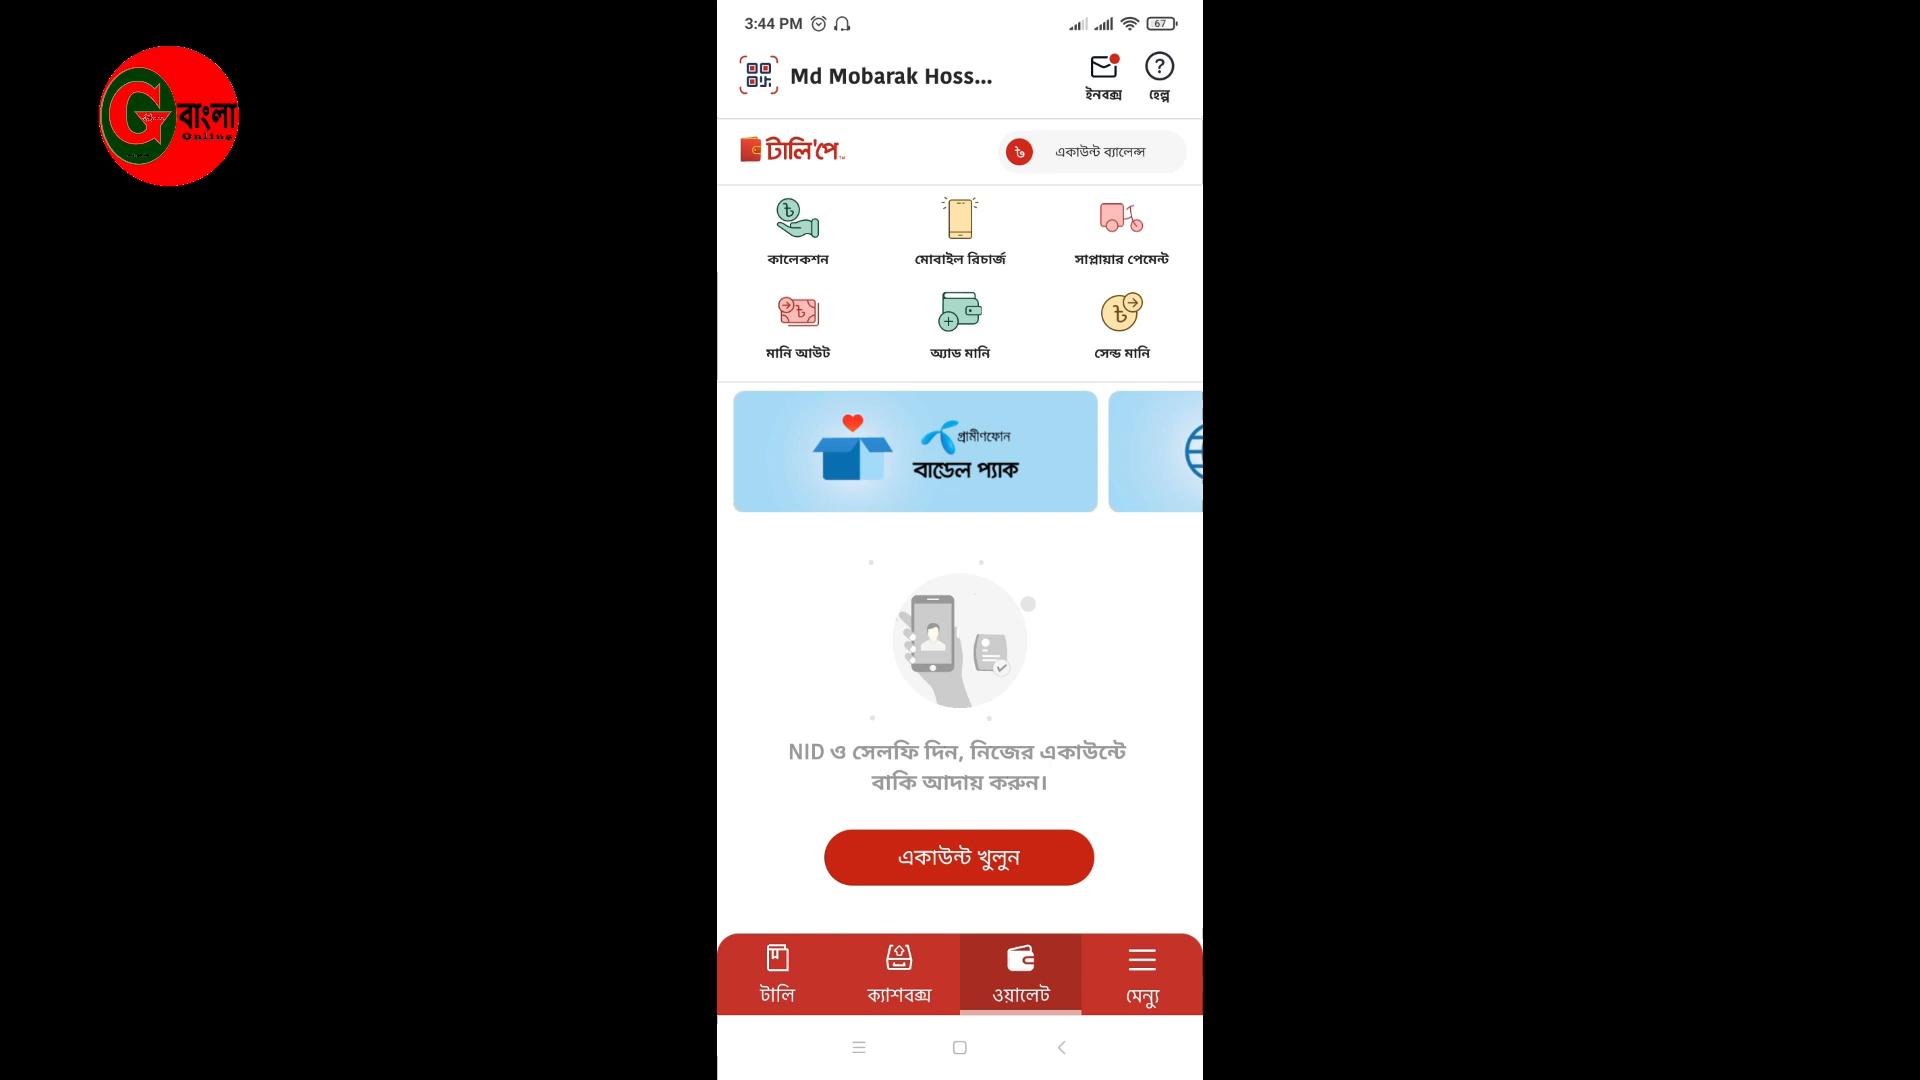 3:44 PM
67
বাংলা
Online
Md Mobarak Hoss...
ইনবক্স
হেল্প
টালি'পে
৳ একাউন্ট ব্যালেন্স
কালেকশন
মোবাইল রিচার্জ
সাপ্লায়ার পেমেন্ট
মানি আউট
অ্যাড মানি
সেন্ড মানি
গ্রামীণফোন
বান্ডেল প্যাক
NID ও সেলফি দিন, নিজের একাউন্টে
বাকি আদায় করুন।
একাউন্ট খুলুন
টালি
ক্যাশবক্স
ওয়ালেট
মেন্যু